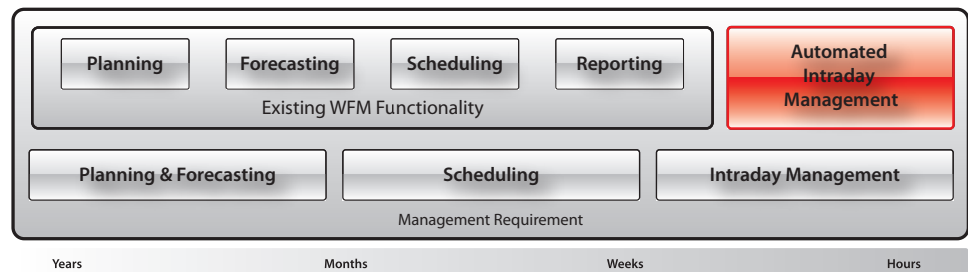 Planning
Forecasting
Scheduling
Reporting
Existing WFM Functionality
Automated
Intraday
Management
Planning & Forecasting
Scheduling
Intraday Management
Management Requirement
Years
Months
Weeks
Hours